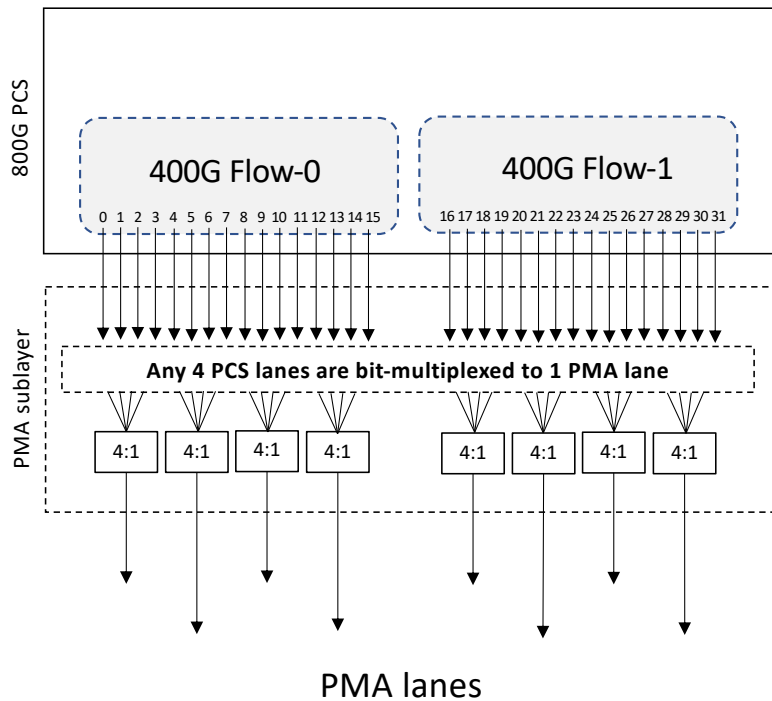 800G PCS
400G Flow-0
400G Flow-1
0 1 2 3 4 5 6 7 8 9 10 11 12 13 14 15
16 17 18 19 20 21 22 23 24 25 26 27 28 29 30 31
PMA sublayer
Any 4 PCS lanes are bit-multiplexed to 1 PMA lane
4:1 4:1 4:1 4:1 4:1 4:1 4:1 4:1
PMA lanes